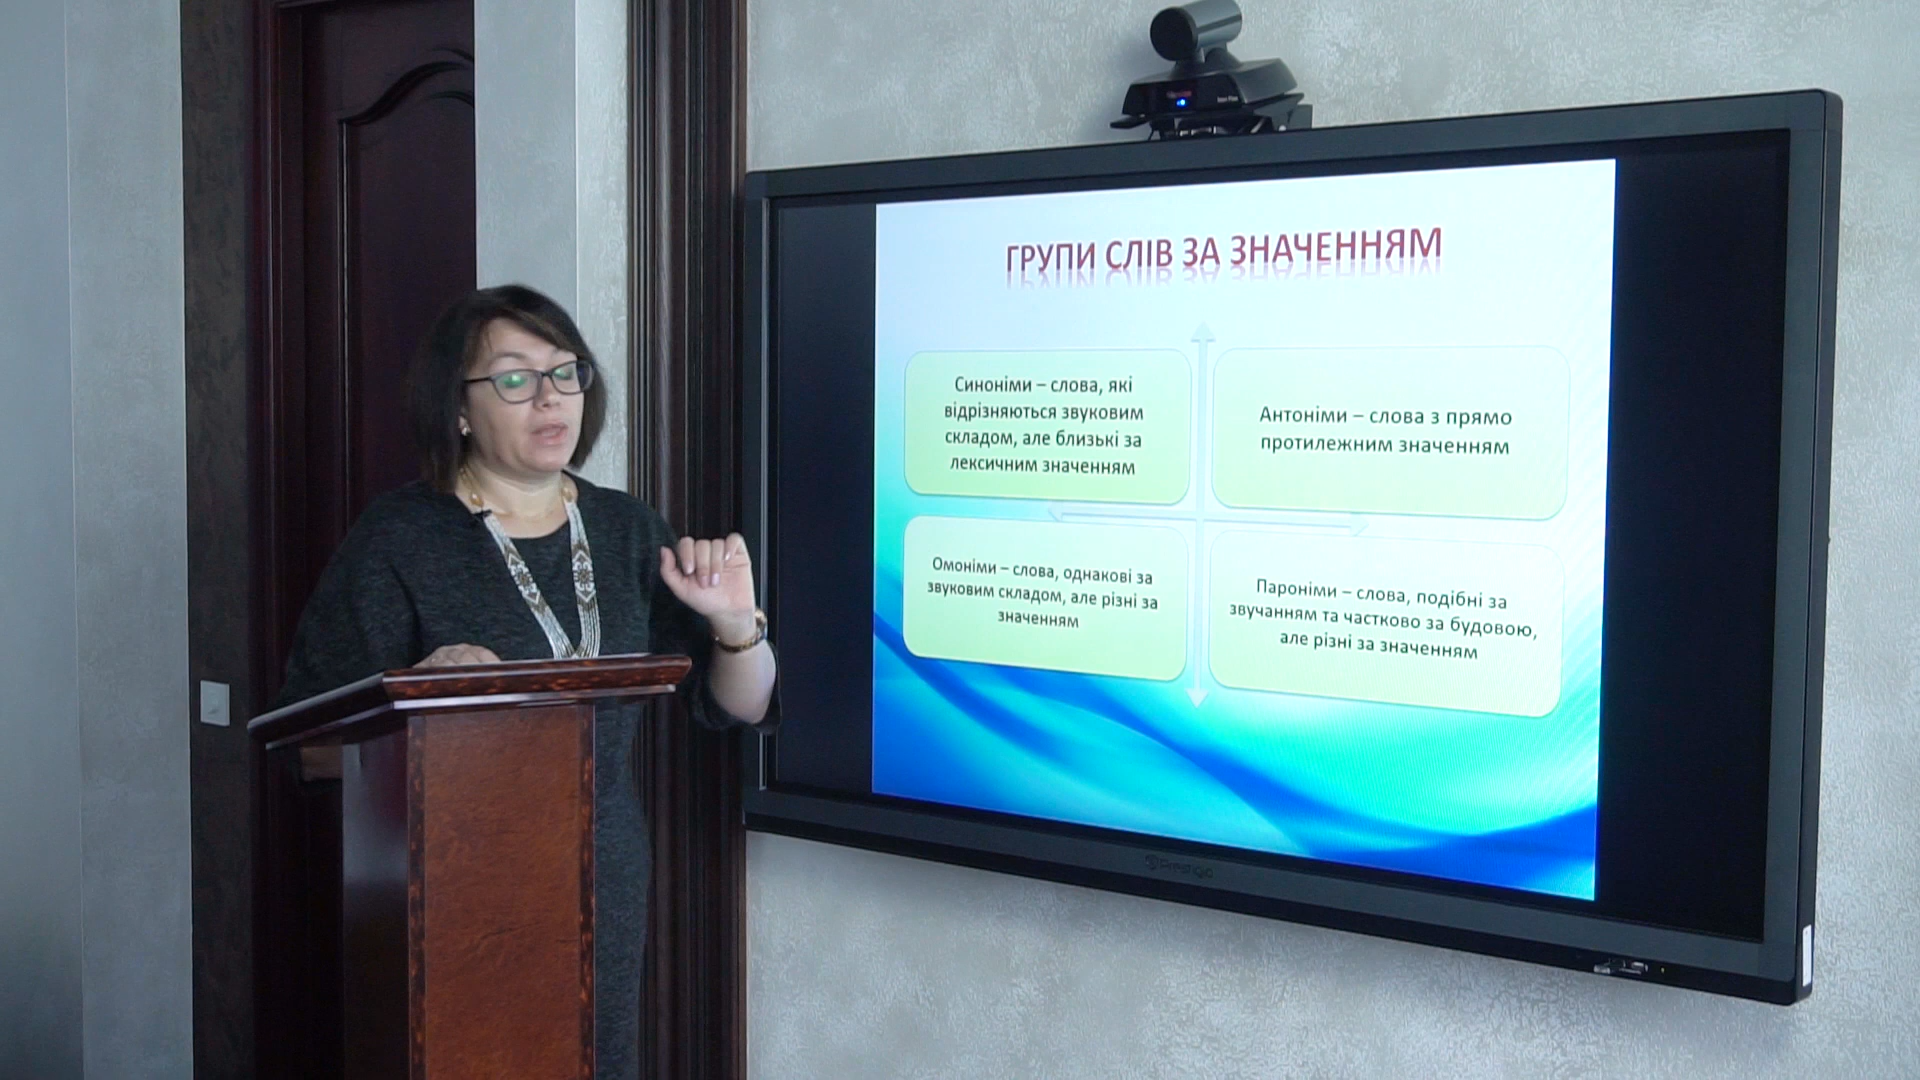 ГРУПИ СЛІВ ЗА ЗНАЧЕННЯМ
Синоніми – слова, які
відрізняються звуковим
складом, але близькі за
лексичним значенням
Антоніми – слова з прямо
протилежним значенням
Омоніми – слова, однакові за
звуковим складом, але різні за
значенням
Пароніми – слова, подібні за
звучанням та частково за будовою,
але різні за значенням
Prestigio